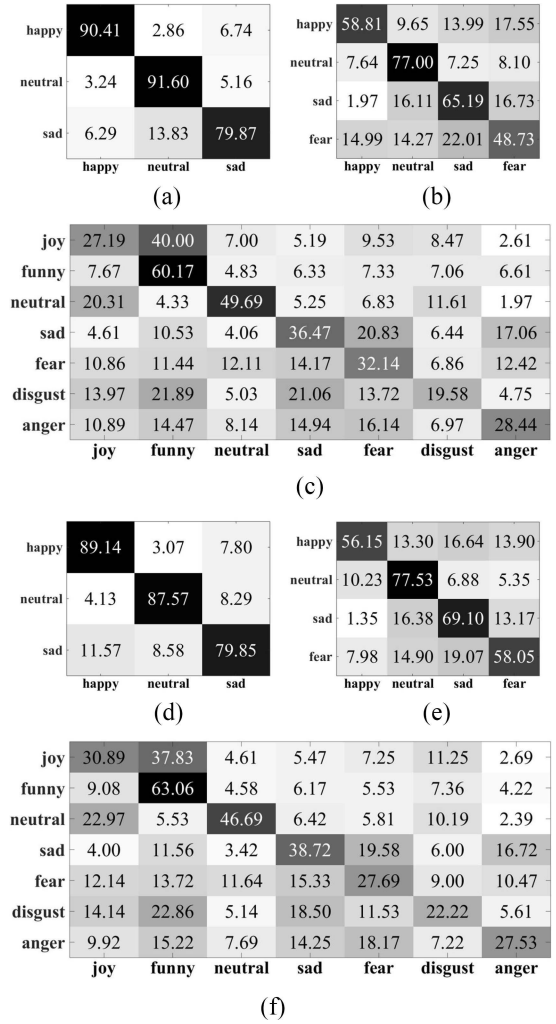 happy 90.41 2.86 6.74
neutral 3.24 91.60 5.16
sad 6.29 13.83 79.87
happy neutral sad
(a)
happy 58.81 9.65 13.99 17.55
neutral 7.64 77.00 7.25 8.10
sad 1.97 16.11 65.19 16.73
fear 14.99 14.27 22.01 48.73
happy neutral sad fear
(b)
joy 27.19 40.00 7.00 5.19 9.53 8.47 2.61
funny 7.67 60.17 4.83 6.33 7.33 7.06 6.61
neutral 20.31 4.33 49.69 5.25 6.83 11.61 1.97
sad 4.61 10.53 4.06 36.47 20.83 6.44 17.06
fear 10.86 11.44 12.11 14.17 32.14 6.86 12.42
disgust 13.97 21.89 5.03 21.06 13.72 19.58 4.75
anger 10.89 14.47 8.14 14.94 16.14 6.97 28.44
joy funny neutral sad fear disgust anger
(c)
happy 89.14 3.07 7.80
neutral 4.13 87.57 8.29
sad 11.57 8.58 79.85
happy neutral sad
(d)
happy 56.15 13.30 16.64 13.90
neutral 10.23 77.53 6.88 5.35
sad 1.35 16.38 69.10 13.17
fear 7.98 14.90 19.07 58.05
happy neutral sad fear
(e)
joy 30.89 37.83 4.61 5.47 7.25 11.25 2.69
funny 9.08 63.06 4.58 6.17 5.53 7.36 4.22
neutral 22.97 5.53 46.69 6.42 5.81 10.19 2.39
sad 4.00 11.56 3.42 38.72 19.58 6.00 16.72
fear 12.14 13.72 11.64 15.33 27.69 9.00 10.47
disgust 14.14 22.86 5.14 18.50 11.53 22.22 5.61
anger 9.92 15.22 7.69 14.25 18.17 7.22 27.53
joy funny neutral sad fear disgust anger
(f)